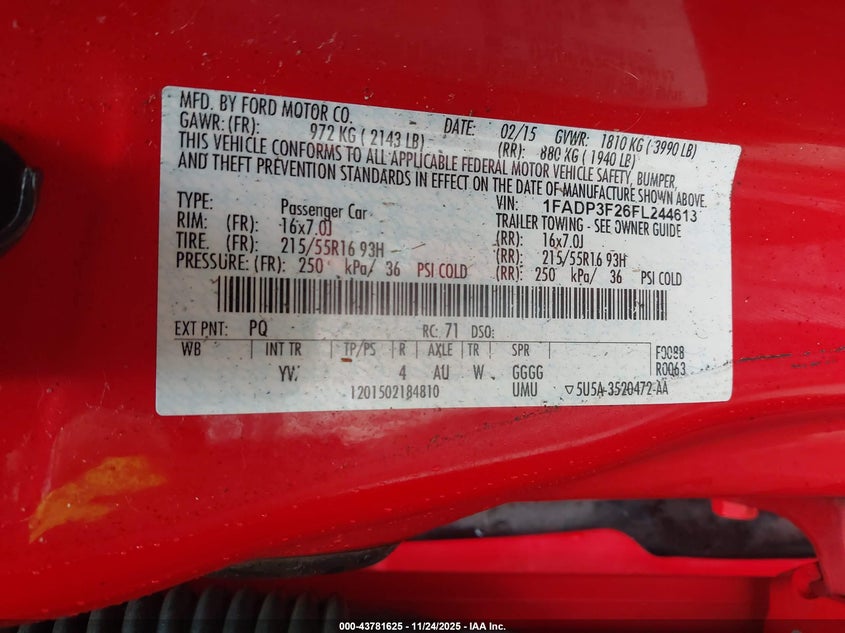 MFD. BY FORD MOTOR CO. DATE: 02/15 GVWR: 1810 KG ( 3990 LB)
GAWR: (FR): 972 KG ( 2143 LB) (RR): 880 KG ( 1940 LB)
THIS VEHICLE CONFORMS TO ALL APPLICABLE FEDERAL MOTOR VEHICLE SAFETY, BUMPER,
AND THEFT PREVENTION STANDARDS IN EFFECT ON THE DATE OF MANUFACTURE SHOWN ABOVE.
VIN: 1FADP3F26FL244613
TYPE: Passenger Car TRAILER TOWING - SEE OWNER GUIDE
RIM: (FR): 16x7.0J (RR): 16x7.0J
TIRE: (FR): 215/55R16 93H (RR): 215/55R16 93H
PRESSURE: (FR): 250 kPa/ 36 PSI COLD (RR): 250 kPa/ 36 PSI COLD
EXT PNT: PQ RC: 71 DSO:
WB INT TR TP/PS R AXLE TR SPR F0088
YV 4 AU W GGGG R0063
1201502184810 UMU ▽5U5A-3520472-AA
000-43781625 - 11/24/2025 - IAA Inc.